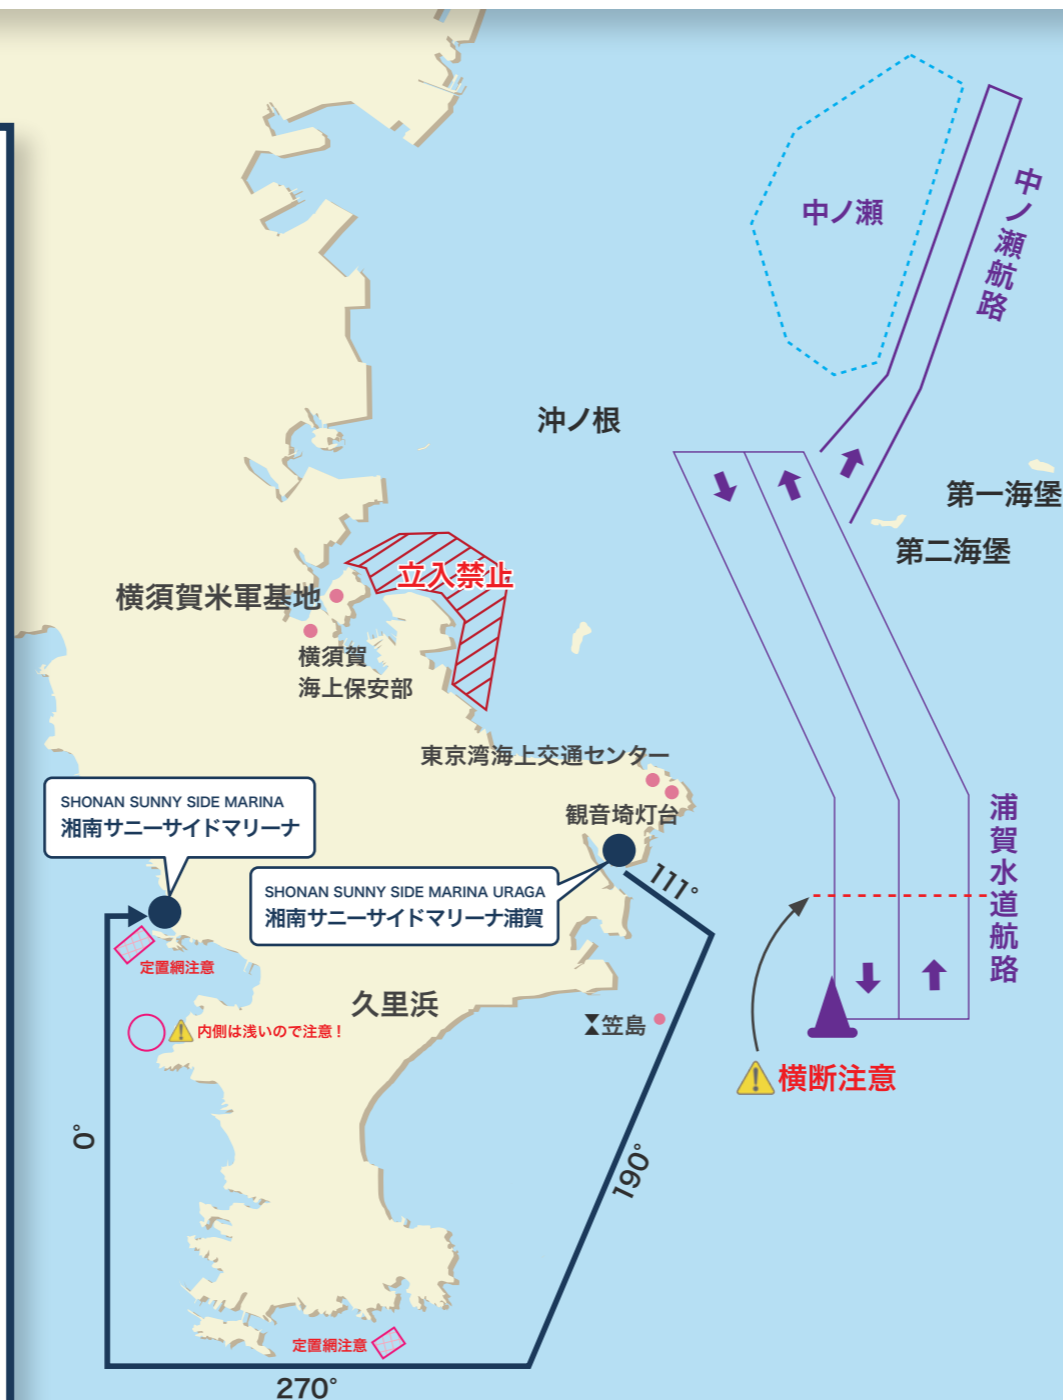 中ノ瀬
中ノ瀬航路
沖ノ根
第一海堡
第二海堡
立入禁止
横須賀米軍基地
横須賀
海上保安部
東京湾海上交通センター
観音埼灯台
SHONAN SUNNY SIDE MARINA
湘南サニーサイドマリーナ
SHONAN SUNNY SIDE MARINA URAGA
湘南サニーサイドマリーナ浦賀
111°
浦賀水道航路
定置網注意
久里浜
内側は浅いので注意！
笠島
横断注意
0°
190°
定置網注意
270°